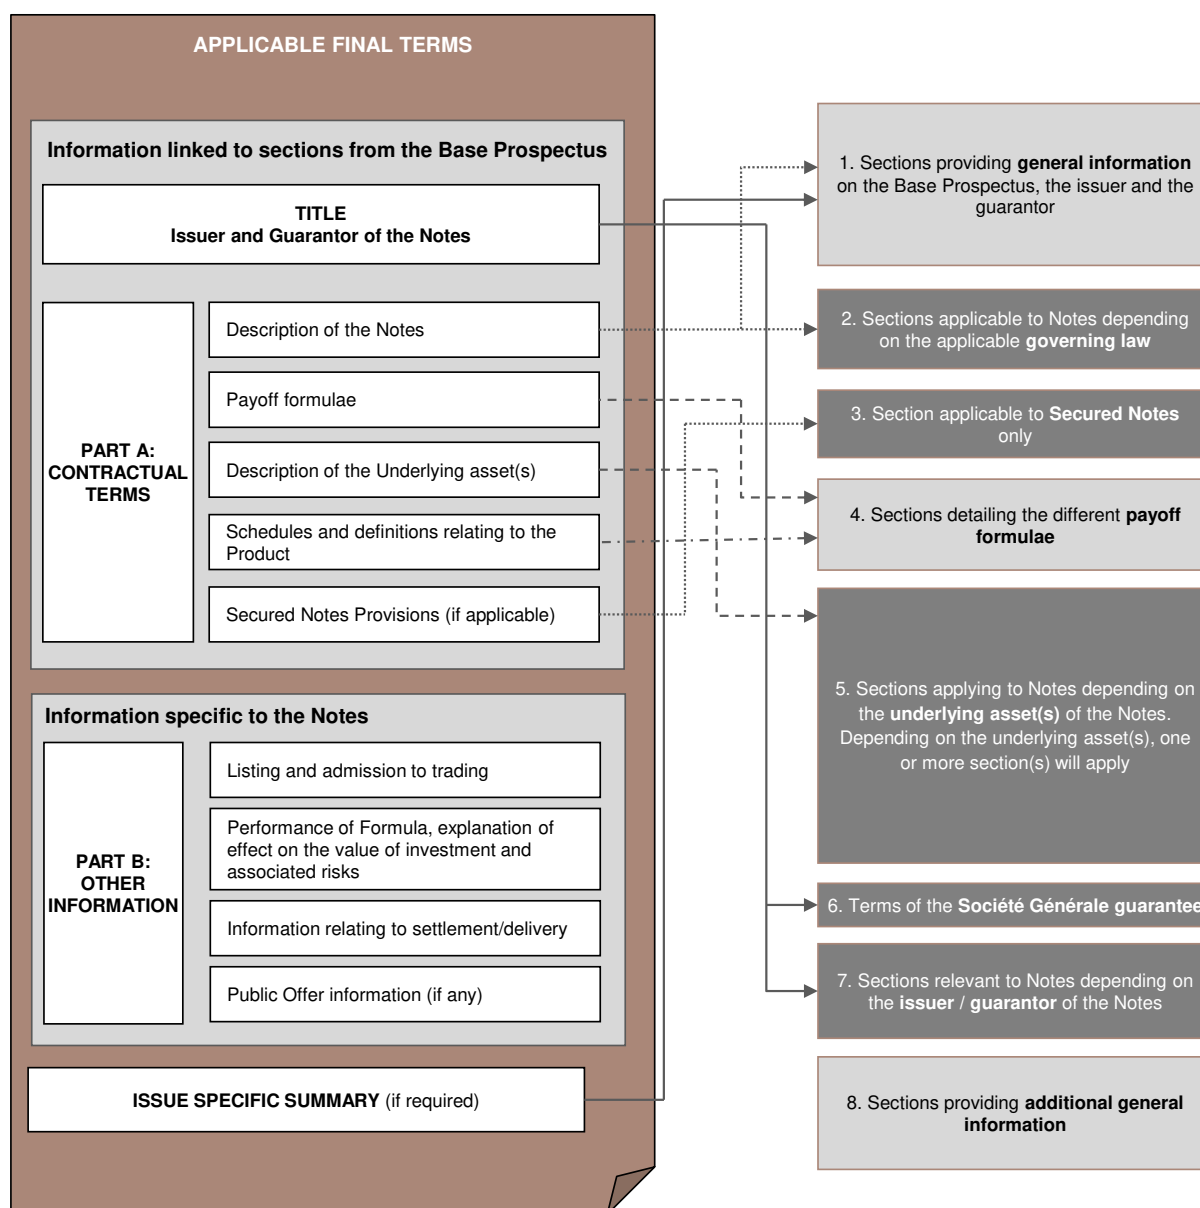 APPLICABLE FINAL TERMS
Information linked to sections from the Base Prospectus
TITLE
Issuer and Guarantor of the Notes
PART A:
CONTRACTUAL
TERMS
Description of the Notes
Payoff formulae
Description of the Underlying asset(s)
Schedules and definitions relating to the
Product
Secured Notes Provisions (if applicable)
Information specific to the Notes
PART B:
OTHER
INFORMATION
Listing and admission to trading
Performance of Formula, explanation of
effect on the value of investment and
associated risks
Information relating to settlement/delivery
Public Offer information (if any)
ISSUE SPECIFIC SUMMARY (if required)
1. Sections providing general information
on the Base Prospectus, the issuer and the
guarantor
2. Sections applicable to Notes depending
on the applicable governing law
3. Section applicable to Secured Notes
only
4. Sections detailing the different payoff
formulae
5. Sections applying to Notes depending on
the underlying asset(s) of the Notes.
Depending on the underlying asset(s), one
or more section(s) will apply
6. Terms of the Société Générale guarantee
7. Sections relevant to Notes depending on
the issuer / guarantor of the Notes
8. Sections providing additional general
information